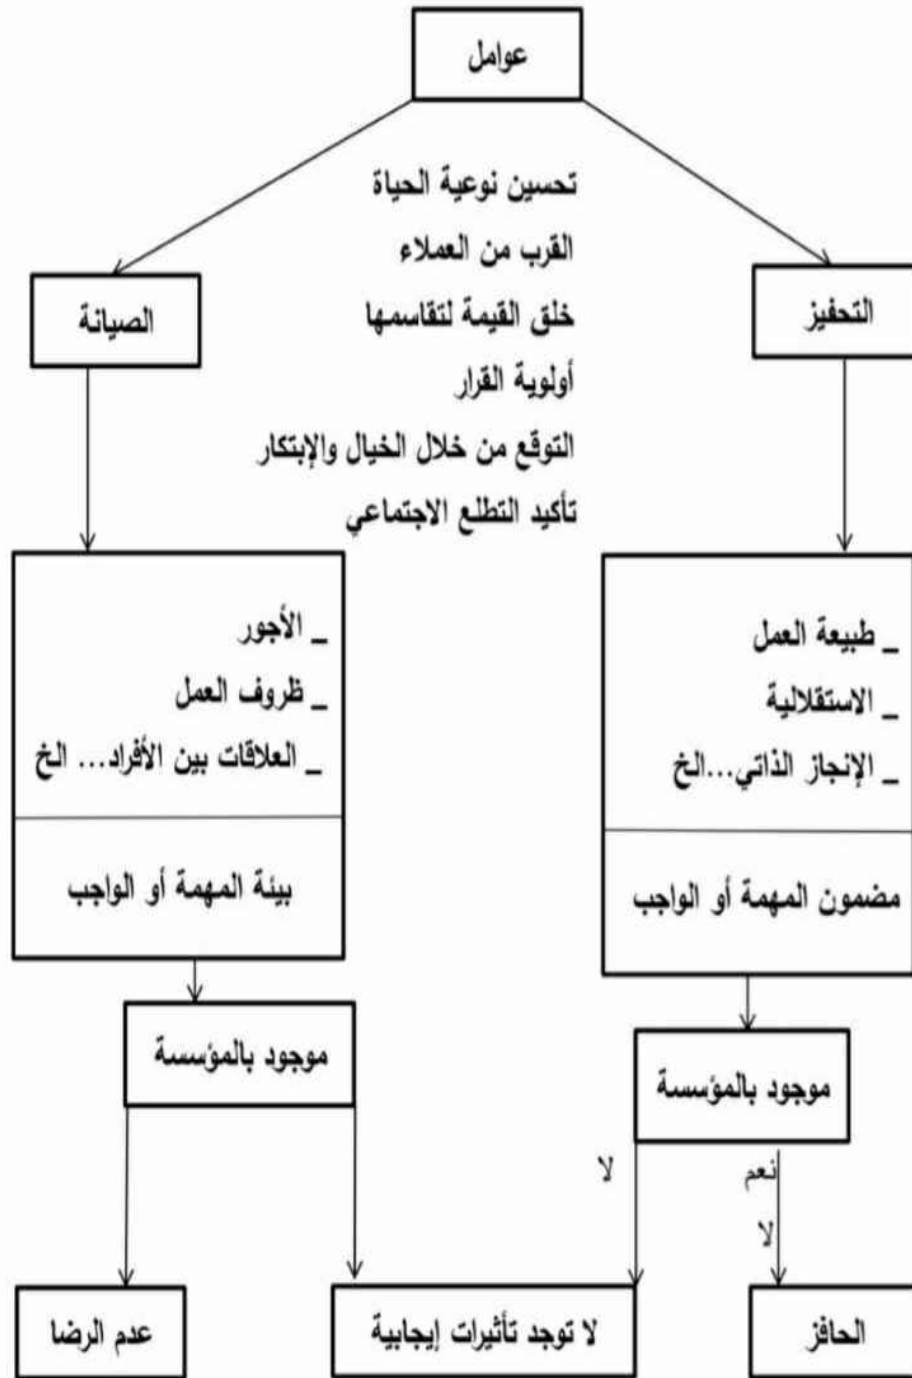 عوامل
تحسين نوعية الحياة
القرب من العملاء
خلق القيمة لتقاسمها
أولوية القرار
التوقع من خلال الخيال والإبتكار
تأكيد التطلع الاجتماعي
التحفيز
الصيانة
_ طبيعة العمل
_ الاستقلالية
_ الإنجاز الذاتي...الخ
مضمون المهمة أو الواجب
_ الأجور
_ ظروف العمل
_ العلاقات بين الأفراد... الخ
بيئة المهمة أو الواجب
موجود بالمؤسسة
موجود بالمؤسسة
نعم
لا
لا
الحافز
لا توجد تأثيرات إيجابية
عدم الرضا